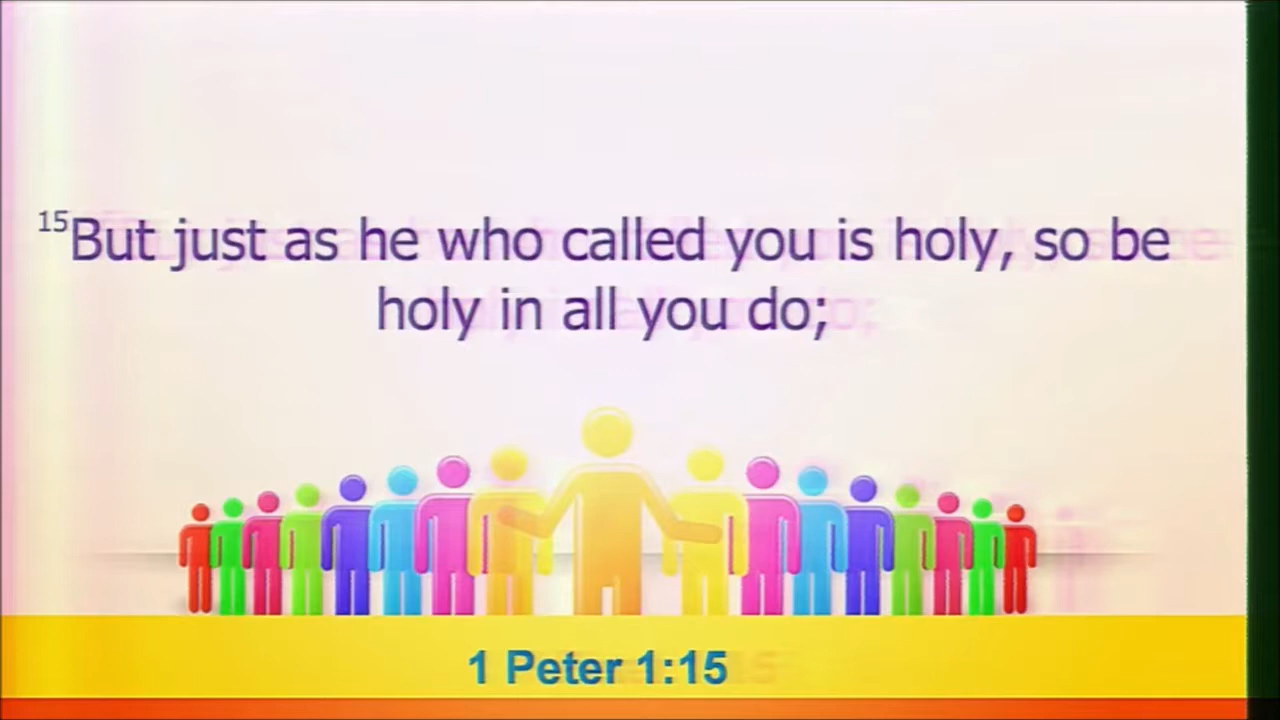 15But just as he who called you is holy, so be
holy in all you do;
1 Peter 1:15